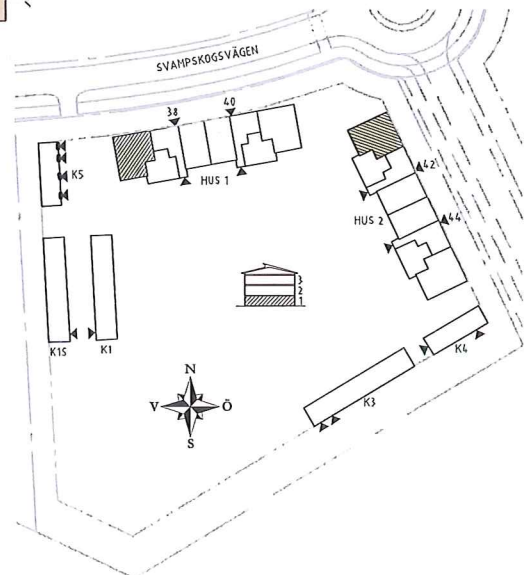 SVAMPSKOGSVÄGEN
38
40
K5
HUS 1
42
HUS 2
44
3
2
1
K1S
K1
K4
K3
N
V
Ö
S